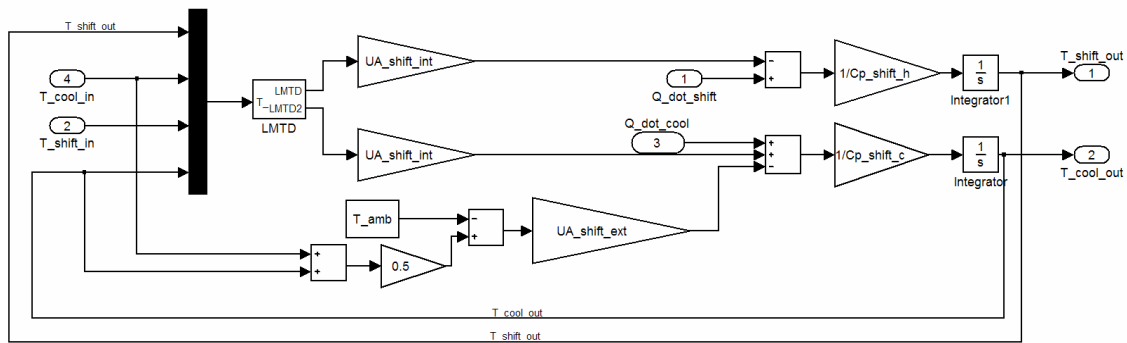 T_shift_out
4
T_cool_in
2
T_shift_in
T_
LMTD
LMTD2
LMTD
UA_shift_int
UA_shift_int
-
+
1
Q_dot_shift
Q_dot_cool
3
+
+
-
1/Cp_shift_h
1
s
Integrator1
T_shift_out
1
1/Cp_shift_c
1
s
Integrator
2
T_cool_out
T_amb
-
+
UA_shift_ext
+
+
0.5
T_cool_out
T_shift_out